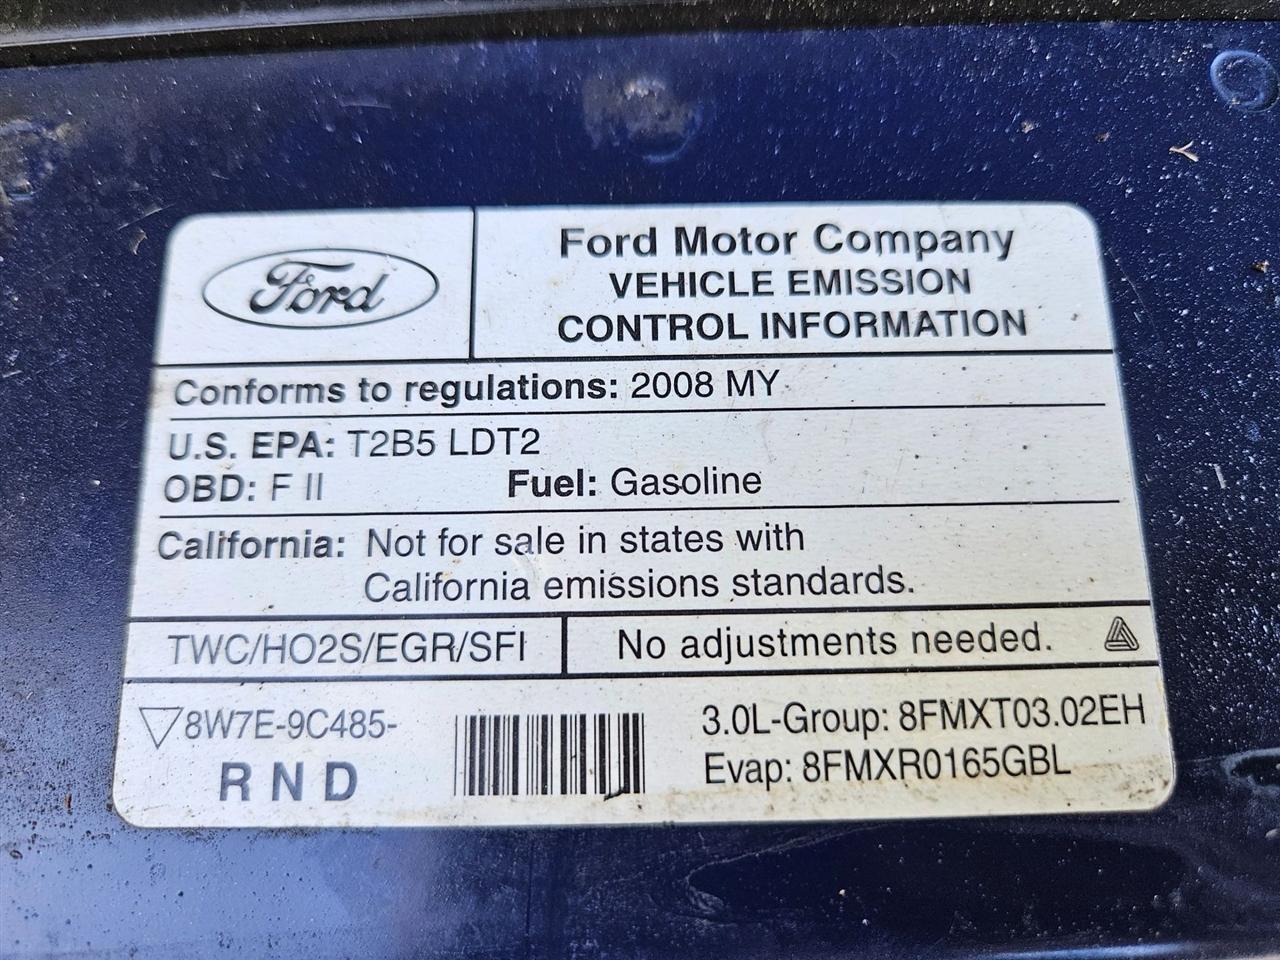 Ford
Ford Motor Company
VEHICLE EMISSION
CONTROL INFORMATION
Conforms to regulations: 2008 MY
U.S. EPA: T2B5 LDT2
OBD: F II Fuel: Gasoline
California: Not for sale in states with
California emissions standards.
TWC/HO2S/EGR/SFI
No adjustments needed.
8W7E-9C485-
RND
3.0L-Group: 8FMXT03.02EH
Evap: 8FMXR0165GBL